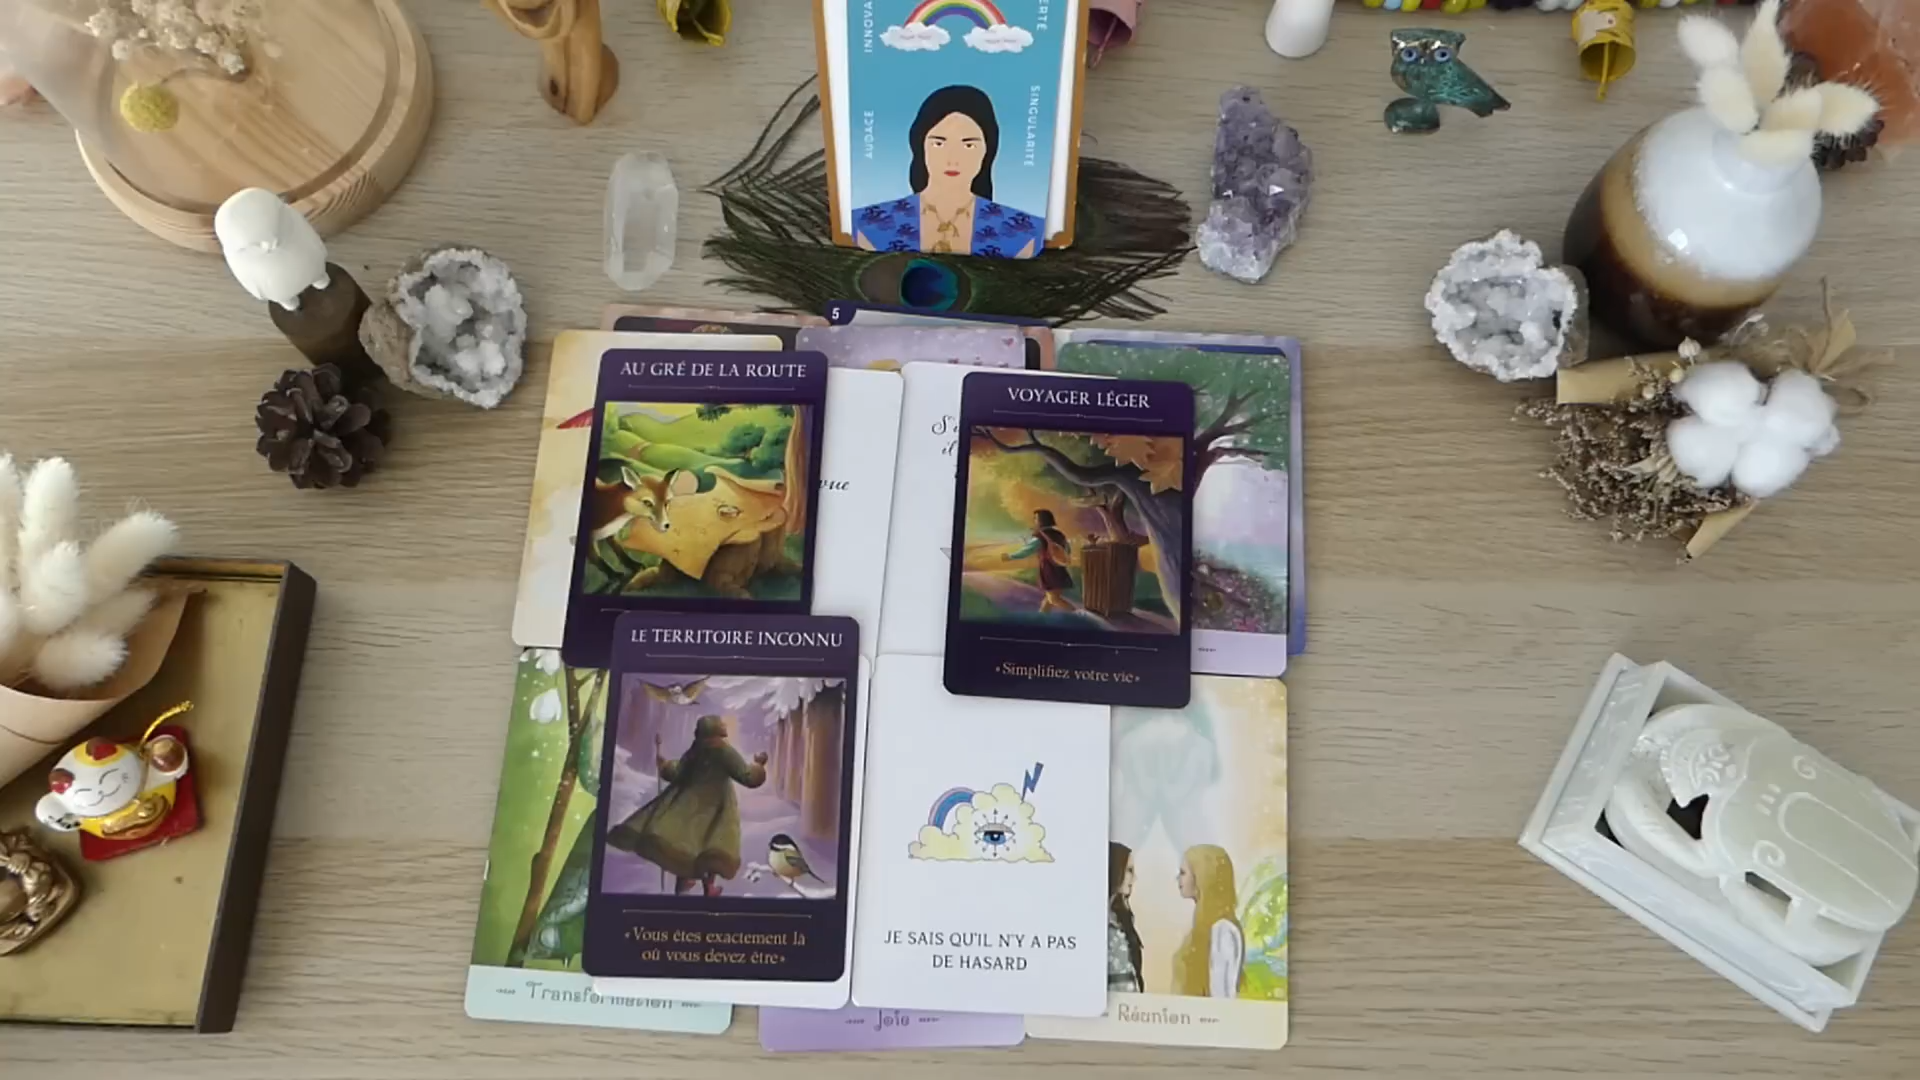 AUDACE
SINGULARITÉ
5
AU GRÉ DE LA ROUTE
VOYAGER LÉGER
«Simplifiez votre vie»
LE TERRITOIRE INCONNU
«Vous êtes exactement là
où vous devez être»
JE SAIS QU'IL N'Y A PAS
DE HASARD
Transformation
Joie
Réunion